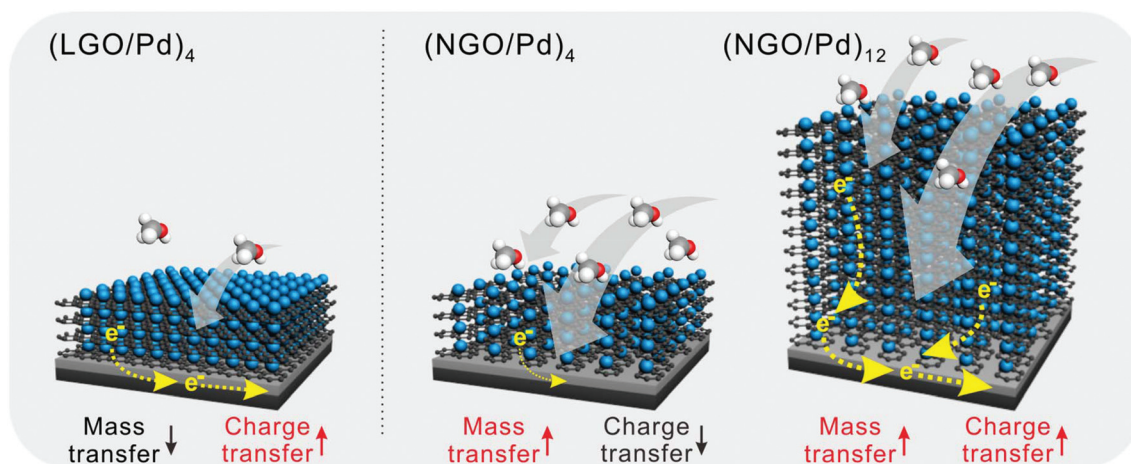 (LGO/Pd)4
(NGO/Pd)4
(NGO/Pd)12
e-
e-
e-
e-
e-
e-
e-
Mass
transfer↓
Charge
transfer↑
Mass
transfer↑
Charge
transfer↓
Mass
transfer↑
Charge
transfer↑